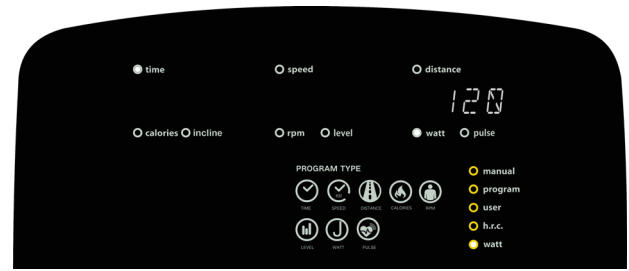 time speed distance
120
calories incline rpm level watt pulse
PROGRAM TYPE
manual
program
user
h.r.c.
watt
TIME SPEED DISTANCE CALORIES RPM
LEVEL WATT PULSE